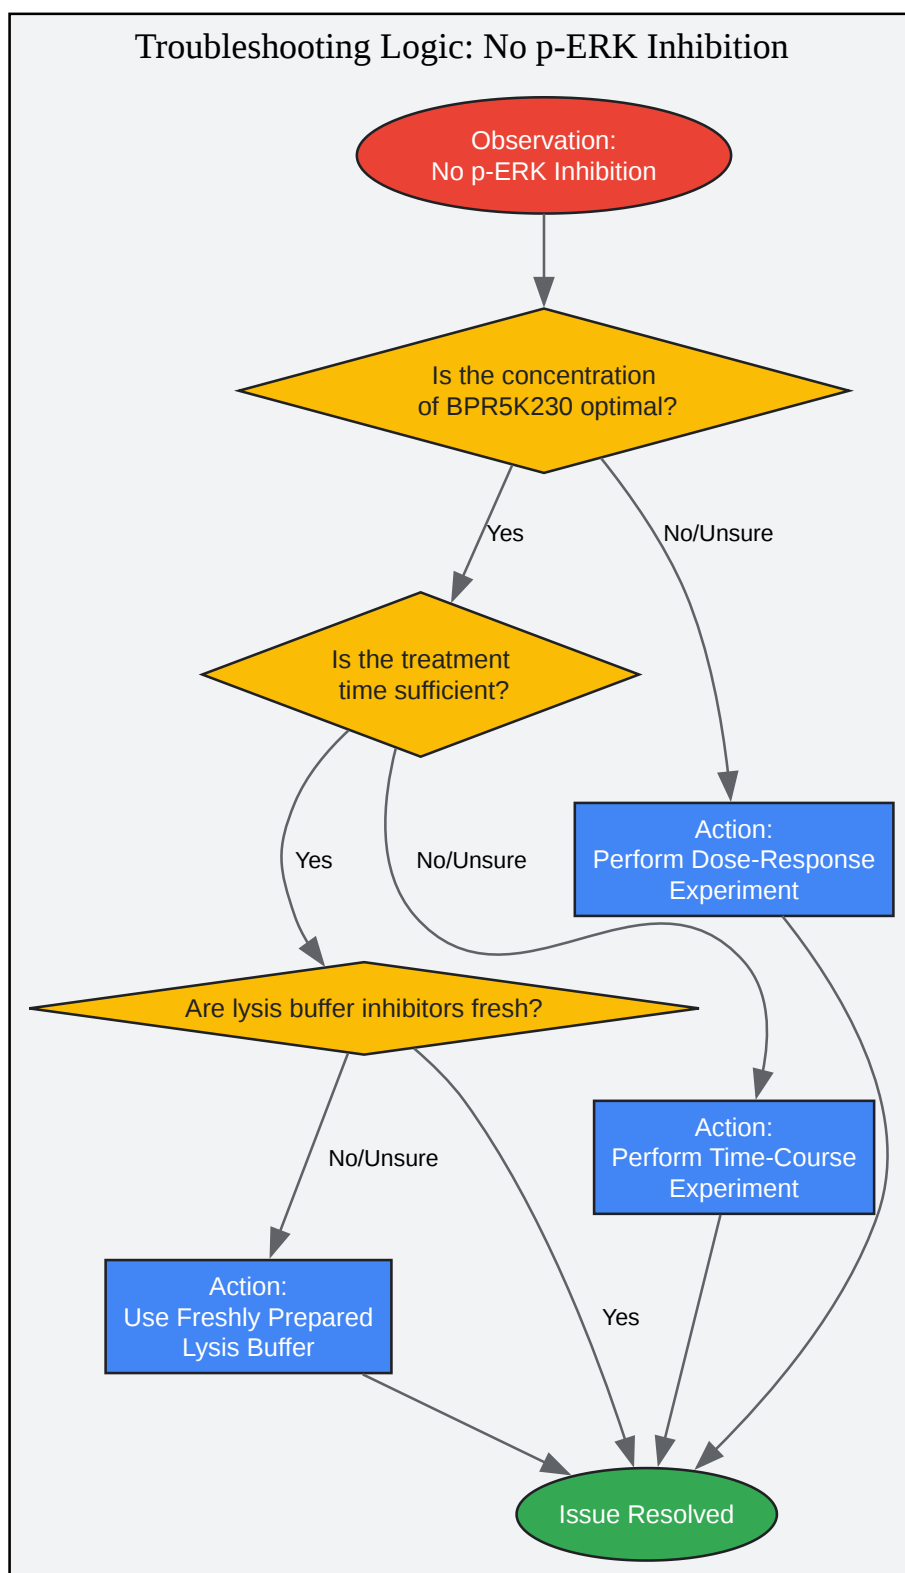 Troubleshooting Logic: No p-ERK Inhibition
Observation:
No p-ERK Inhibition
Is the concentration
of BPR5K230 optimal?
Yes
No/Unsure
Is the treatment
time sufficient?
Yes
No/Unsure
Action:
Perform Dose-Response
Experiment
Are lysis buffer inhibitors fresh?
Action:
Perform Time-Course
Experiment
No/Unsure
Action:
Use Freshly Prepared
Lysis Buffer
Yes
Issue Resolved